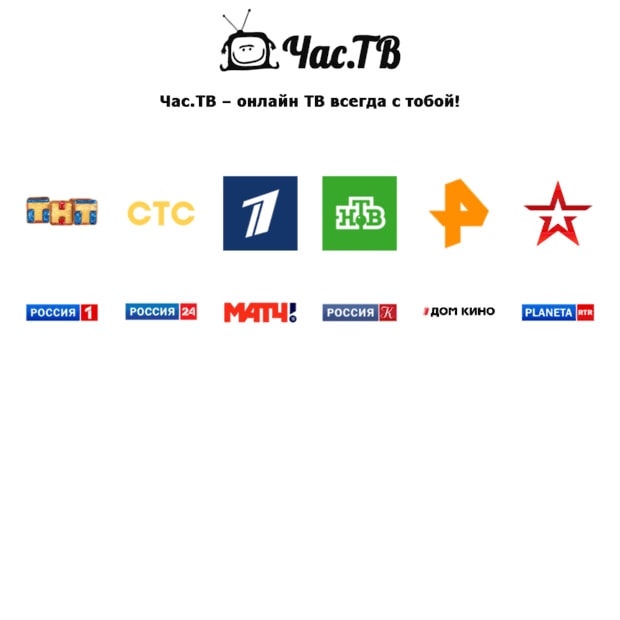 Час.ТВ
Час.ТВ – онлайн ТВ всегда с тобой!
ТНТ СТС 1 НТВ
РОССИЯ 1 РОССИЯ 24 МАТЧ! РОССИЯ К ДОМ КИНО PLANETA RTR